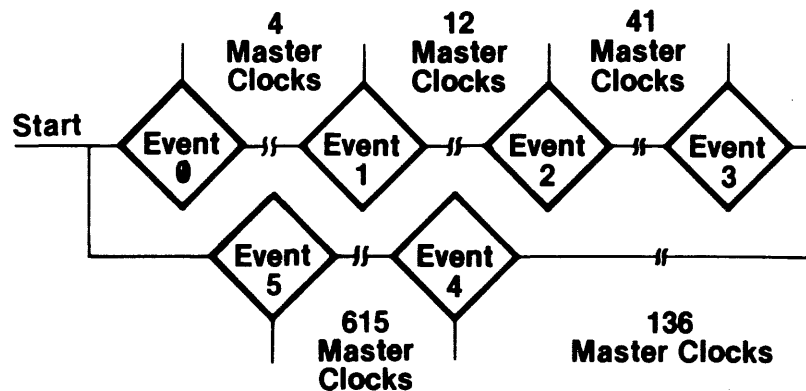 4
Master
Clocks
12
Master
Clocks
41
Master
Clocks
Start
Event
0
Event
1
Event
2
Event
3
Event
5
Event
4
615
Master
Clocks
136
Master Clocks